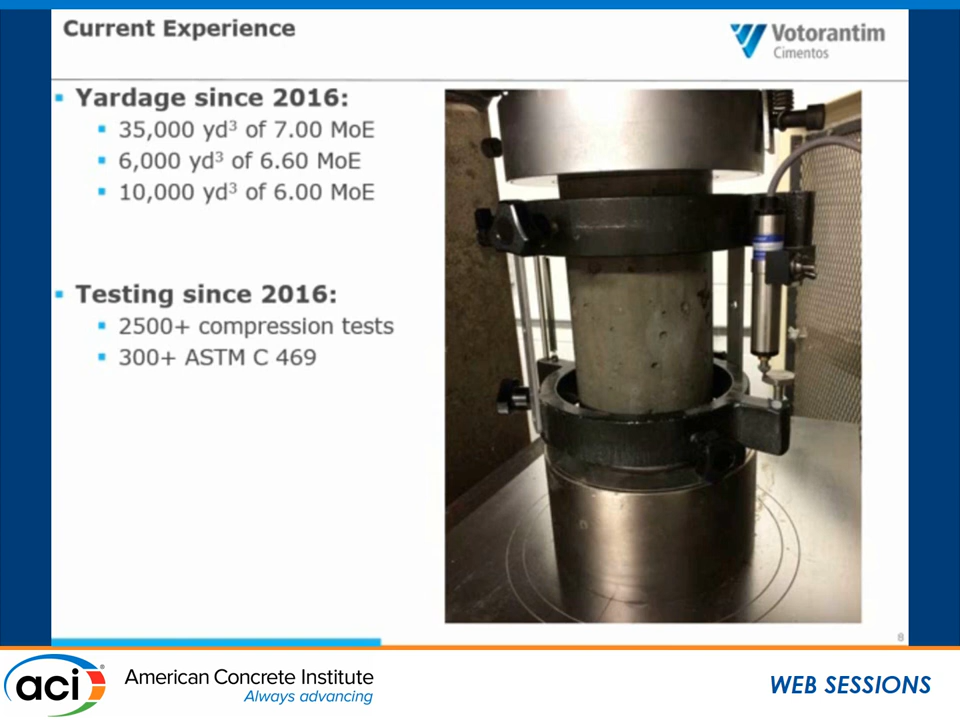 Current Experience
Votorantim
Cimentos
Yardage since 2016:
35,000 yd³ of 7.00 MoE
6,000 yd³ of 6.60 MoE
10,000 yd³ of 6.00 MoE
Testing since 2016:
2500+ compression tests
300+ ASTM C 469
8
aci®
American Concrete Institute
Always advancing
WEB SESSIONS